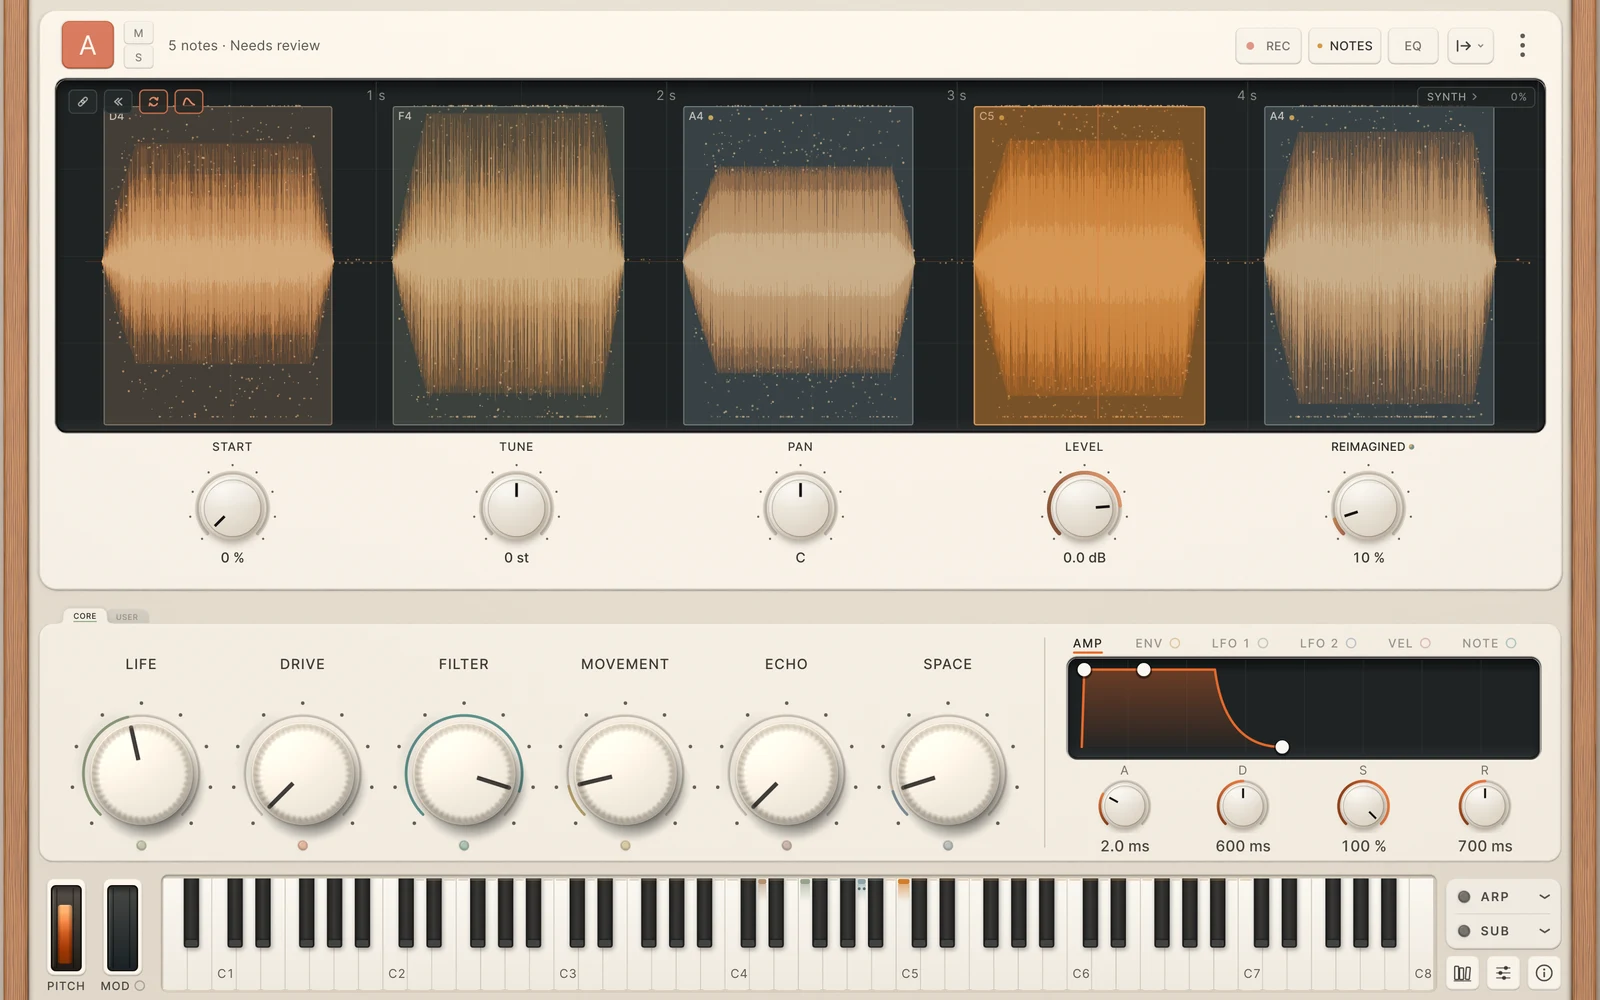 A
M
S
5 notes · Needs review
REC
NOTES
EQ
1 s
2 s
3 s
4 s
SYNTH >
0%
D4
F4
A4
C5
A4
START
TUNE
PAN
LEVEL
REIMAGINED
0 %
0 st
C
0.0 dB
10 %
CORE
USER
LIFE
DRIVE
FILTER
MOVEMENT
ECHO
SPACE
AMP
ENV
LFO 1
LFO 2
VEL
NOTE
A
D
S
R
2.0 ms
600 ms
100 %
700 ms
PITCH
MOD
C1
C2
C3
C4
C5
C6
C7
C8
ARP
SUB